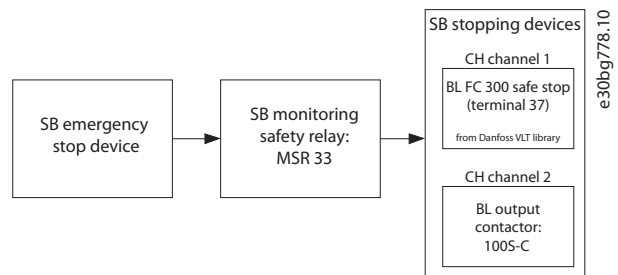 SB emergency
stop device
SB monitoring
safety relay:
MSR 33
SB stopping devices
CH channel 1
BL FC 300 safe stop
(terminal 37)
from Danfoss VLT library
CH channel 2
BL output
contactor:
100S-C
e30bg778.10